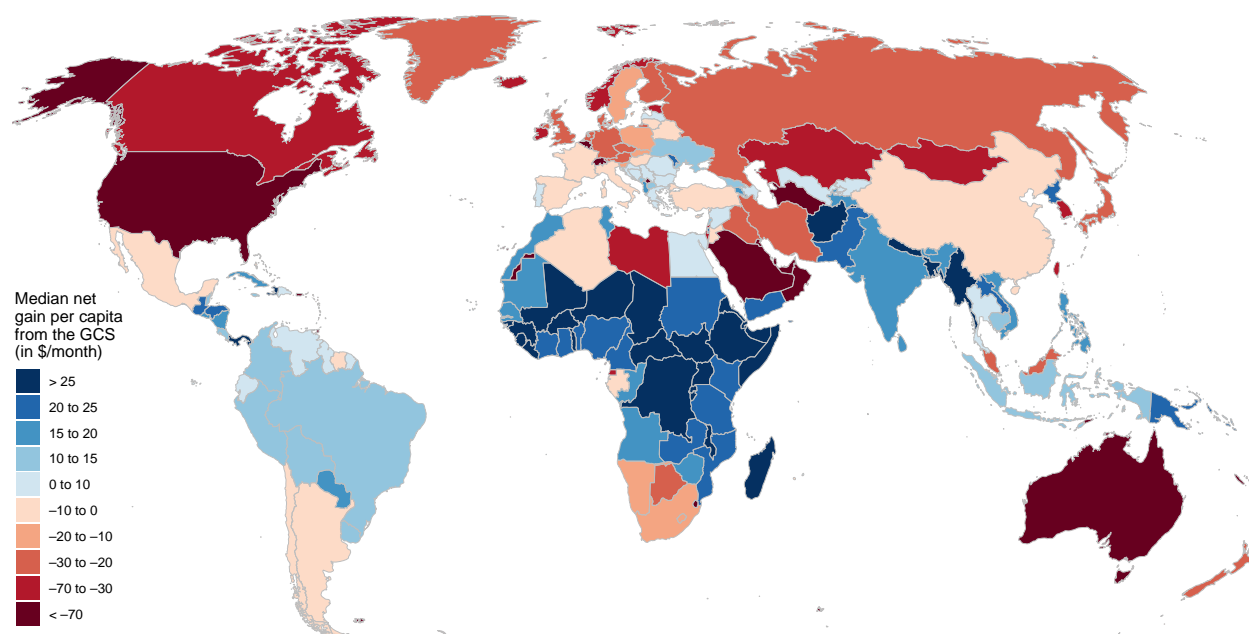 Median net
gain per capita
from the GCS
(in $/month)
> 25
20 to 25
15 to 20
10 to 15
0 to 10
–10 to 0
–20 to –10
–30 to –20
–70 to –30
< –70